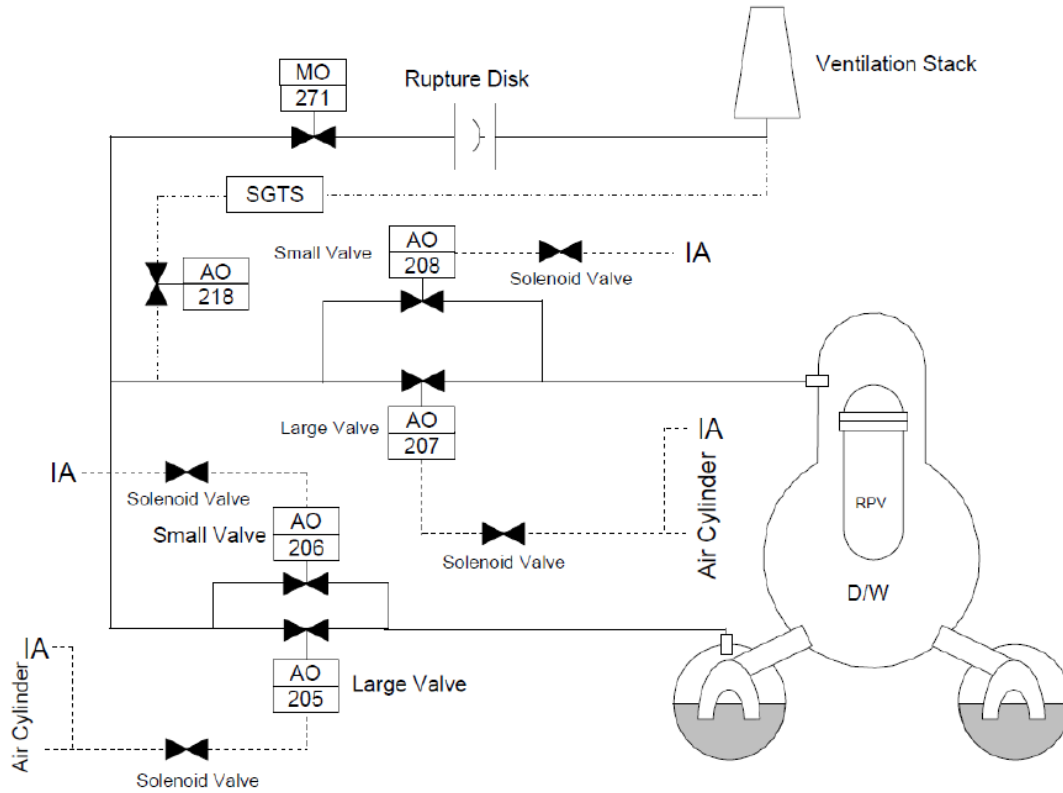 MO
271
Rupture Disk
Ventilation Stack
SGTS
Small Valve
AO
208
IA
Solenoid Valve
AO
218
Large Valve
AO
207
IA
Air Cylinder
Solenoid Valve
IA
Solenoid Valve
Small Valve
AO
206
RPV
D/W
IA
Air Cylinder
AO
205
Large Valve
Solenoid Valve